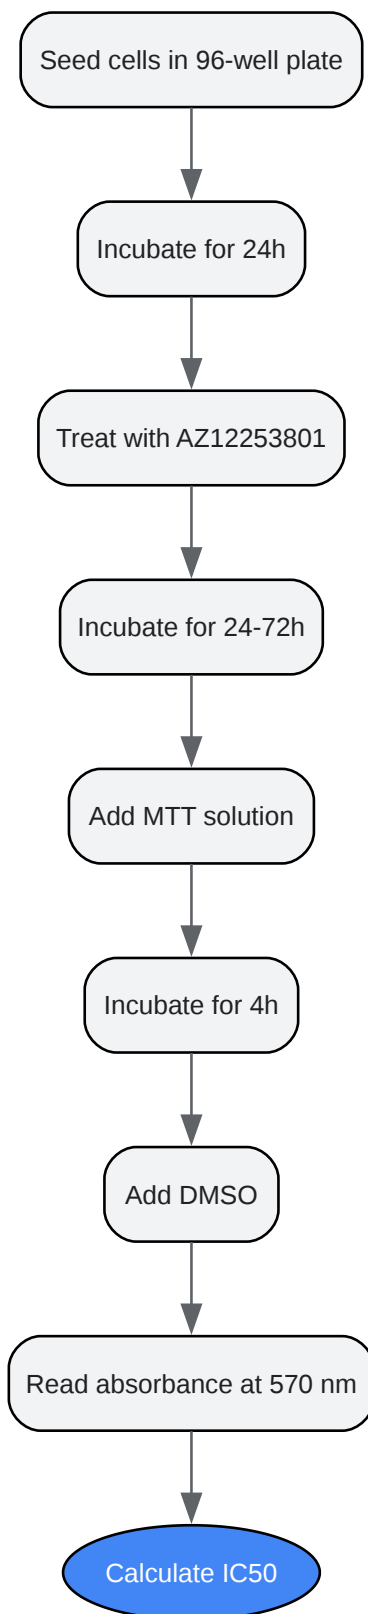 Seed cells in 96-well plate
Incubate for 24h
Treat with AZ12253801
Incubate for 24-72h
Add MTT solution
Incubate for 4h
Add DMSO
Read absorbance at 570 nm
Calculate IC50